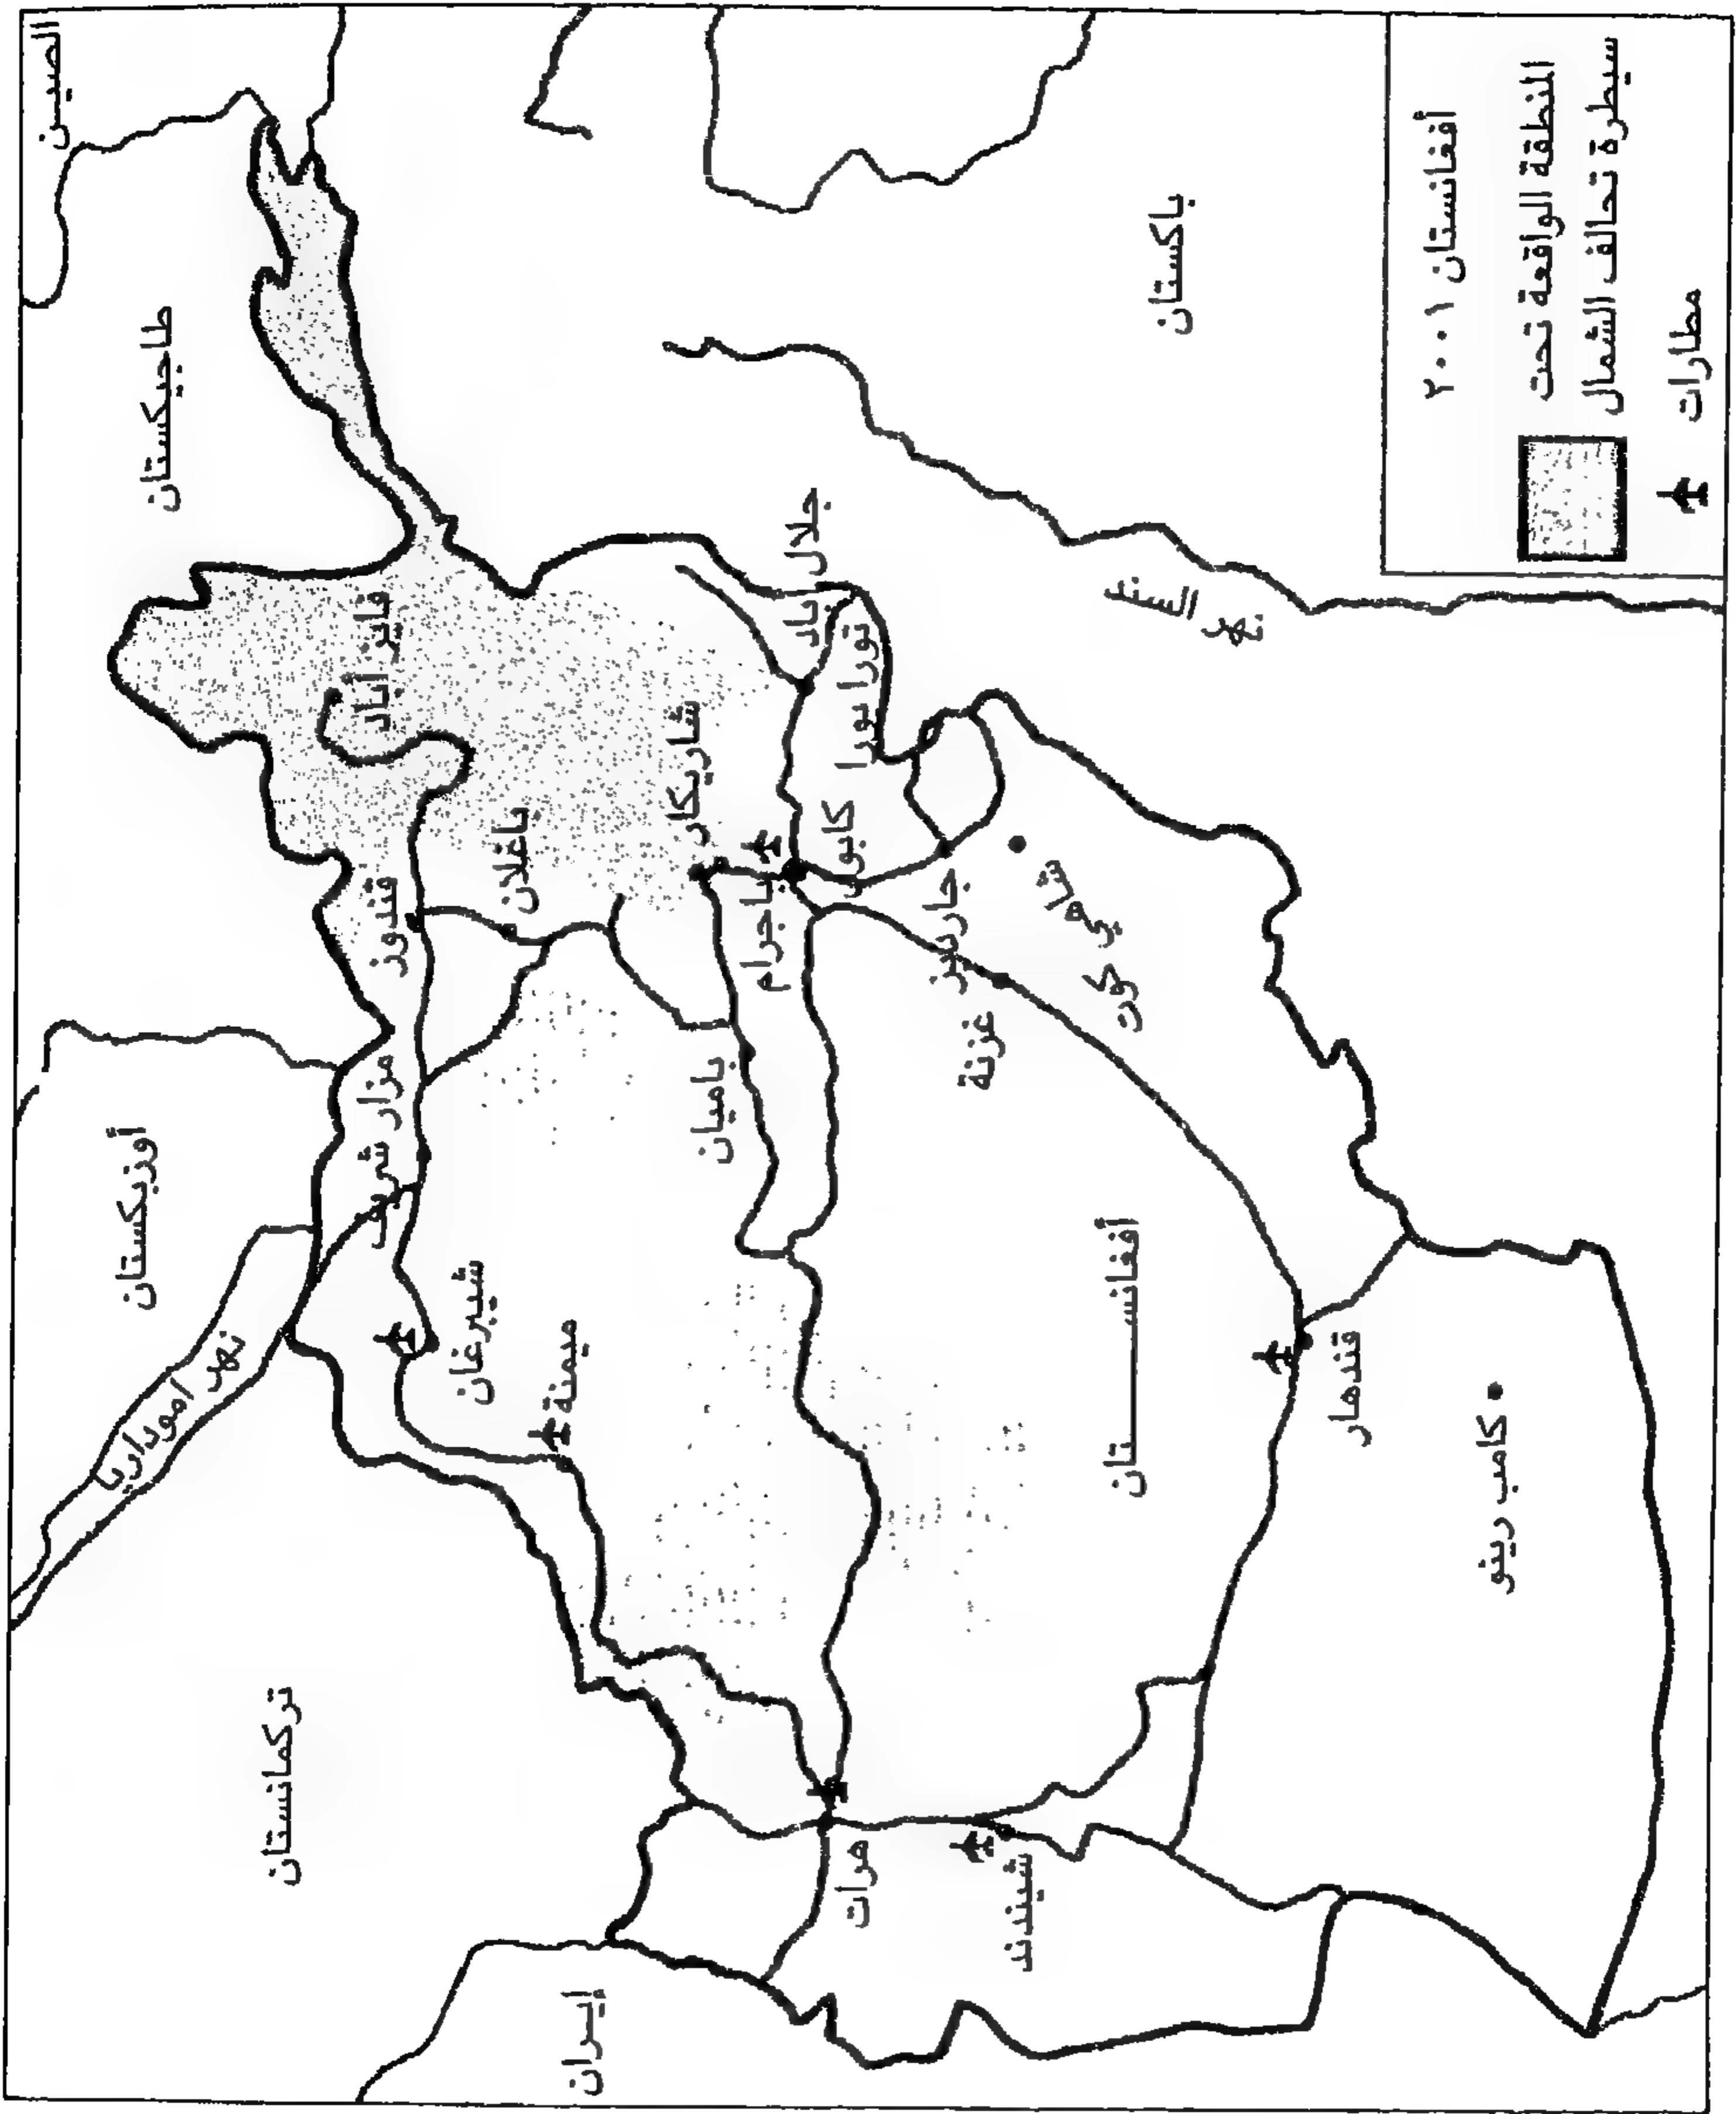 أفغانستان ٢٠٠١
المنطقة الواقعة تحت
سيطرة تحالف الشمال
مطارات
الصين
طاجيكستان
أوزبكستان
نهر اموداريا
تركمانستان
إيران
باكستان
نهر السند
فايز أباد
قندوز
باغلان
مزار شريف
شيبرغان
ميمنة
شاريكار
باجرام
كابول
جلال أباد
تورا بورا
جارديز
غزنة
شاهي كوت
باميان
أفغانســـــتان
هرات
شيندند
قندهار
كامب رينو